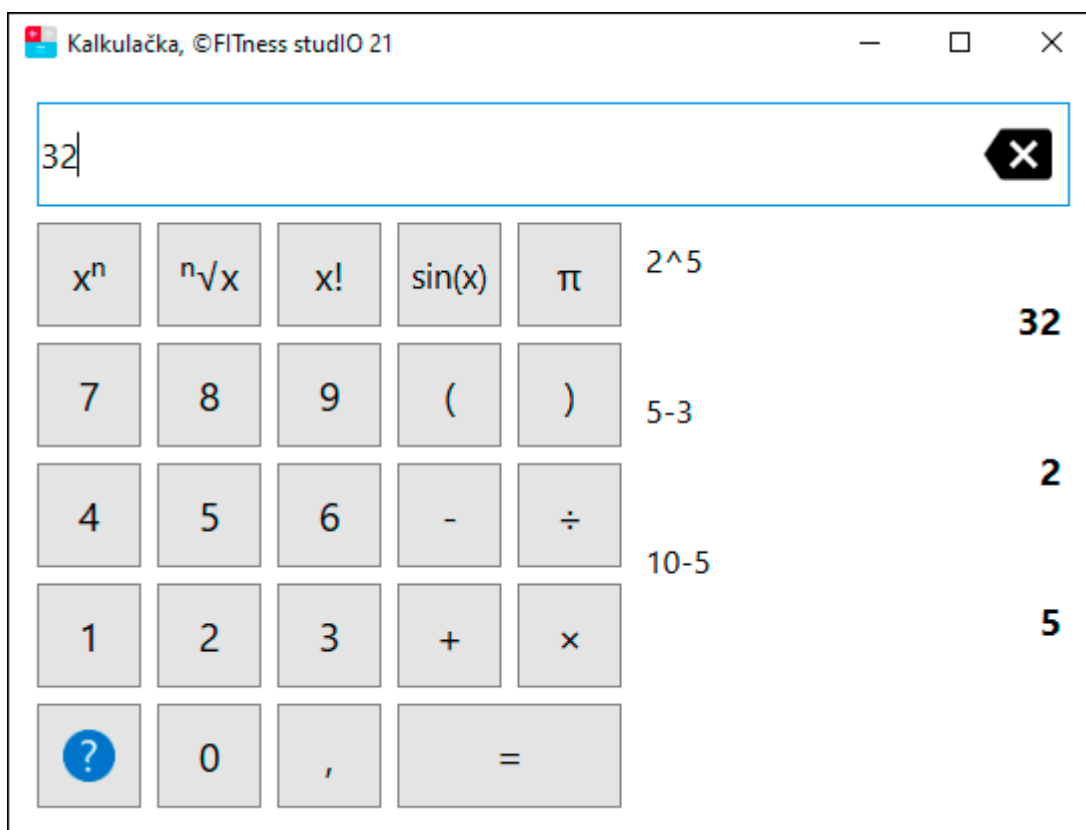 Kalkulačka, ©FITness studIO 21
32
xⁿ ⁿ√x x! sin(x) π
7 8 9 ( )
4 5 6 - ÷
1 2 3 + ×
? 0 , =
2^5
32
5-3
2
10-5
5